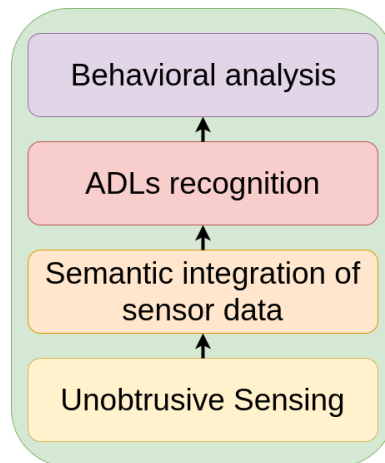 Behavioral analysis
ADLs recognition
Semantic integration of
sensor data
Unobtrusive Sensing